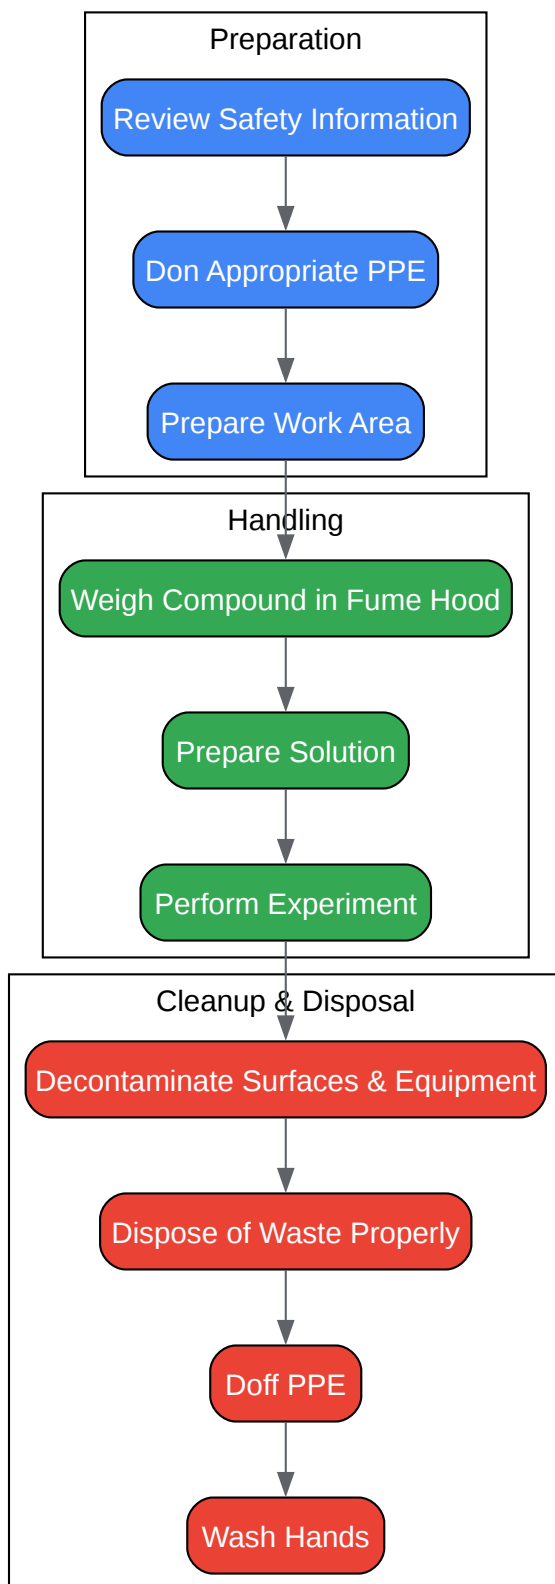 Preparation
Review Safety Information
Don Appropriate PPE
Prepare Work Area
Handling
Weigh Compound in Fume Hood
Prepare Solution
Perform Experiment
Cleanup & Disposal
Decontaminate Surfaces & Equipment
Dispose of Waste Properly
Doff PPE
Wash Hands